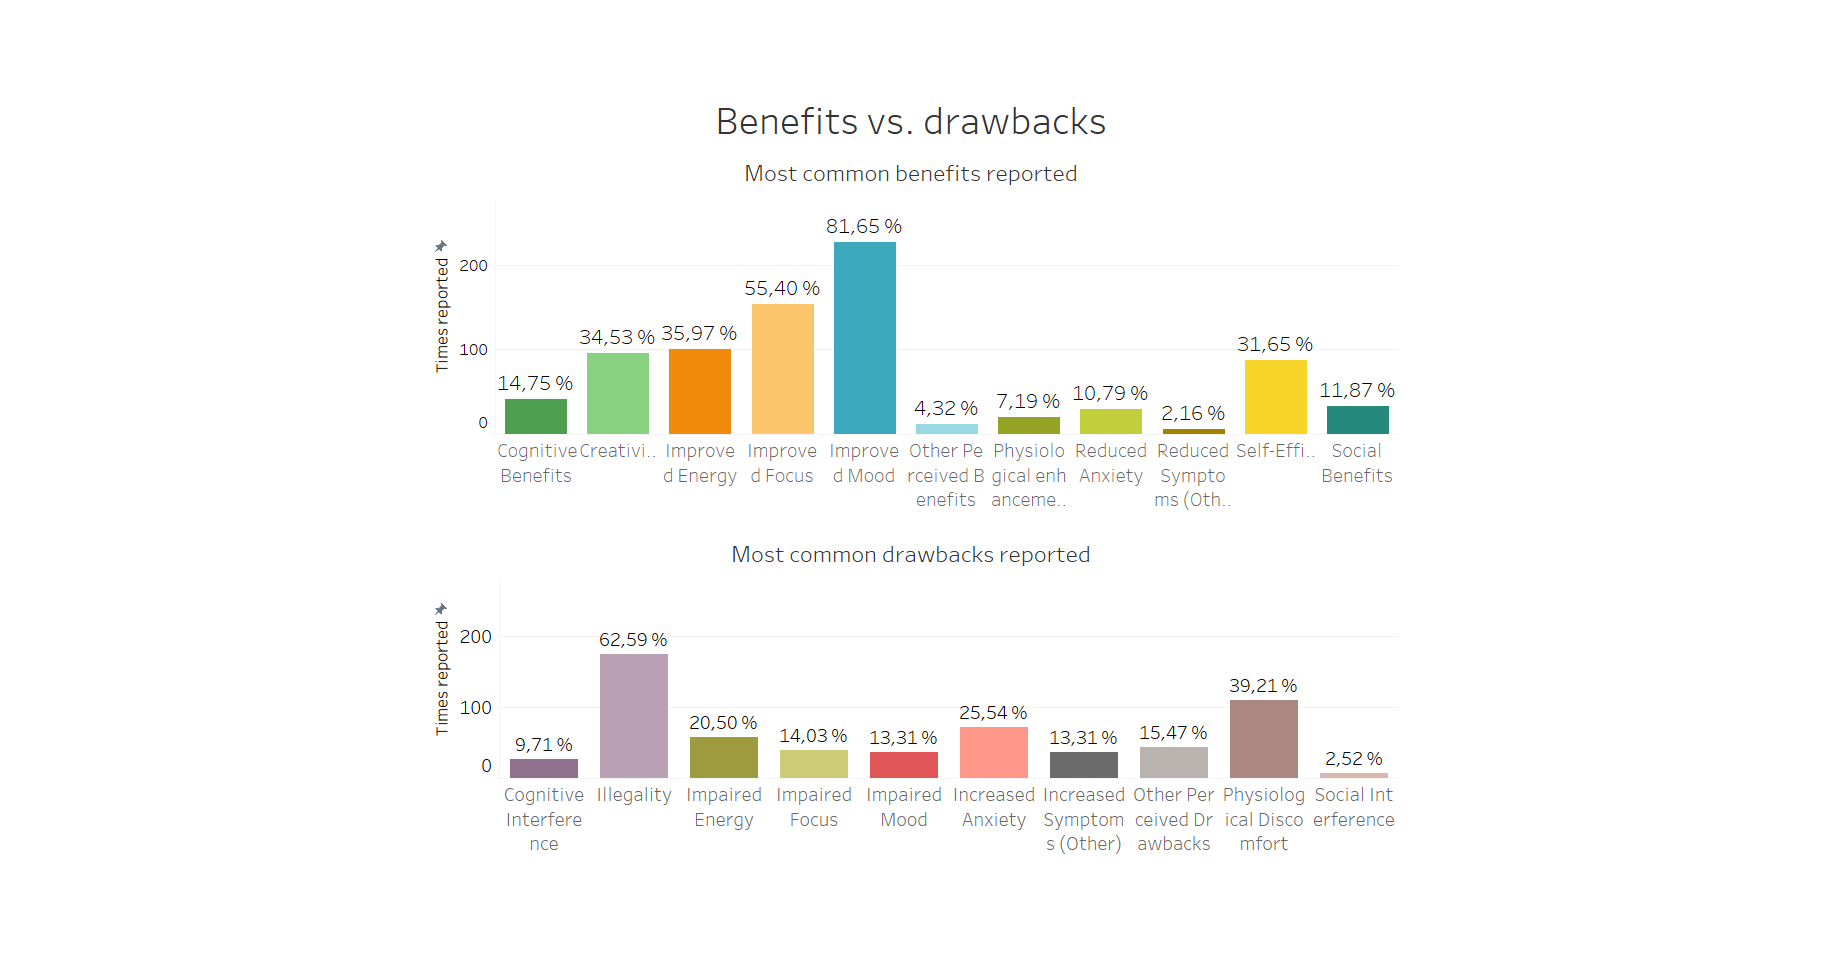 Benefits vs. drawbacks
Most common benefits reported
Times reported
200
100
0
81,65 %
55,40 %
34,53 % 35,97 %
31,65 %
14,75 %
4,32 %
7,19 %
10,79 %
2,16 %
11,87 %
Cognitive Creativi.. Improve Improve Improve Other Pe Physiolo Reduced Reduced Self-Effi.. Social
Benefits d Energy d Focus d Mood rceived B gical enh Anxiety Sympto Benefits
enefits anceme.. ms (Oth..
Most common drawbacks reported
Times reported
200
100
0
9,71 %
62,59 %
20,50 %
14,03 %
13,31 %
25,54 %
13,31 %
15,47 %
39,21 %
2,52 %
Cognitive Illegality Impaired Impaired Impaired Increased Increased Other Per Physiolog Social Int
Interfere Energy Focus Mood Anxiety Symptom ceived Dr ical Disco erference
nce s (Other) awbacks mfort